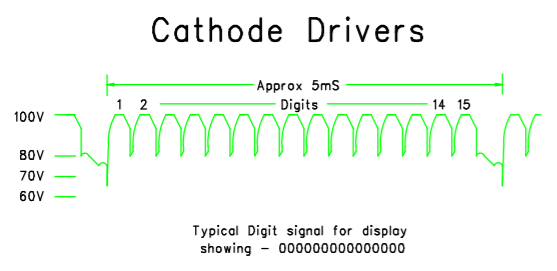 Cathode Drivers
Approx 5mS
1 2 Digits 14 15
100V
80V
70V
60V
Typical Digit signal for display
showing - 000000000000000